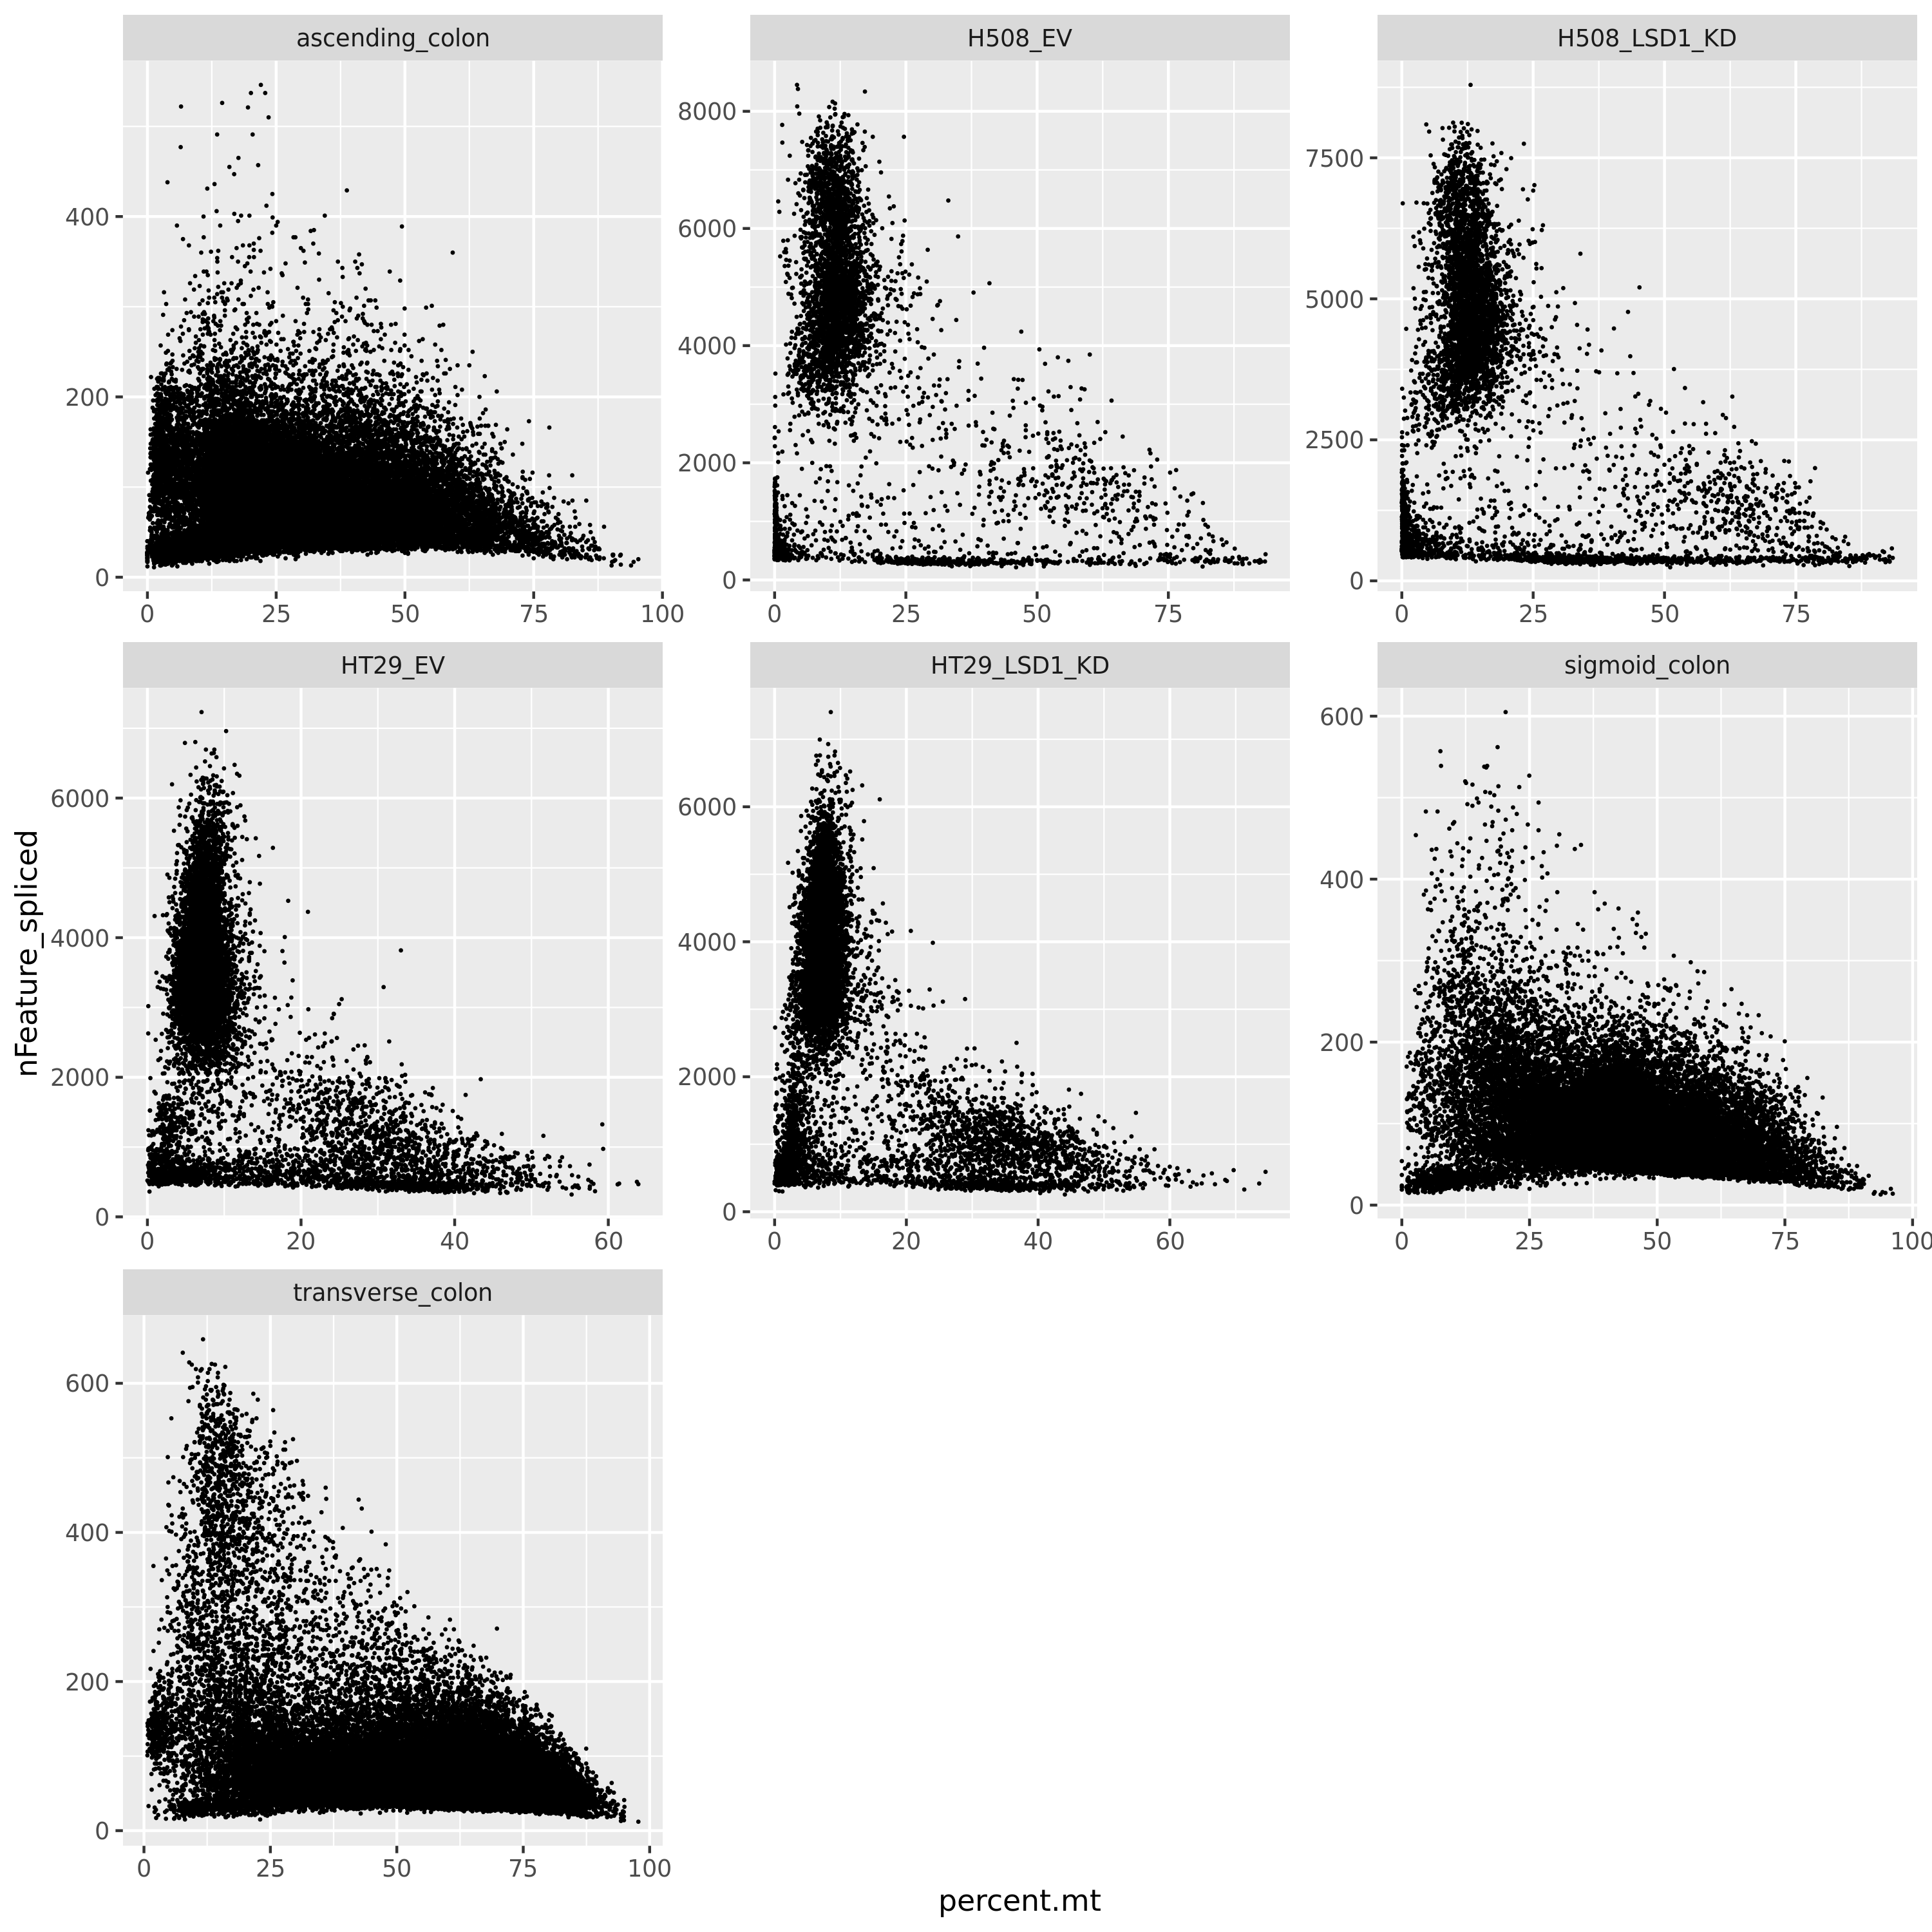 ascending_colon
H508_EV
H508_LSD1_KD
400
200
0
0 25 50 75 100
8000
6000
4000
2000
0
0 25 50 75
7500
5000
2500
0
0 25 50 75
HT29_EV
HT29_LSD1_KD
sigmoid_colon
nFeature_spliced
6000
4000
2000
0
0 20 40 60
6000
4000
2000
0
0 20 40 60
600
400
200
0
0 25 50 75 100
transverse_colon
600
400
200
0
0 25 50 75 100
percent.mt